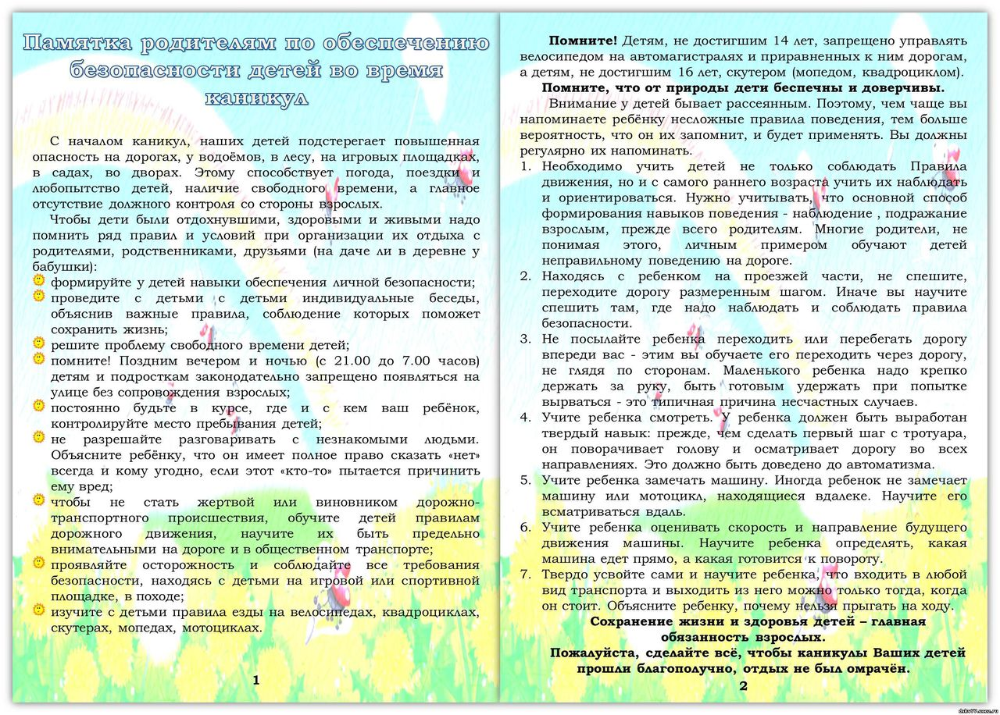 Памятка родителям по обеспечению
безопасности детей во время
каникул
С началом каникул, наших детей подстерегает повышенная
опасность на дорогах, у водоёмов, в лесу, на игровых площадках,
в садах, во дворах. Этому способствует погода, поездки и
любопытство детей, наличие свободного времени, а главное
отсутствие должного контроля со стороны взрослых.
Чтобы дети были отдохнувшими, здоровыми и живыми надо
помнить ряд правил и условий при организации их отдыха с
родителями, родственниками, друзьями (на даче ли в деревне у
бабушки):
формируйте у детей навыки обеспечения личной безопасности;
проведите с детьми с детьми индивидуальные беседы,
объяснив важные правила, соблюдение которых поможет
сохранить жизнь;
решите проблему свободного времени детей;
помните! Поздним вечером и ночью (с 21.00 до 7.00 часов)
детям и подросткам законодательно запрещено появляться на
улице без сопровождения взрослых;
постоянно будьте в курсе, где и с кем ваш ребёнок,
контролируйте место пребывания детей;
не разрешайте разговаривать с незнакомыми людьми.
Объясните ребёнку, что он имеет полное право сказать «нет»
всегда и кому угодно, если этот «кто-то» пытается причинить
ему вред;
чтобы не стать жертвой или виновником дорожно-
транспортного происшествия, обучите детей правилам
дорожного движения, научите их быть предельно
внимательными на дороге и в общественном транспорте;
проявляйте осторожность и соблюдайте все требования
безопасности, находясь с детьми на игровой или спортивной
площадке, в походе;
изучите с детьми правила езды на велосипедах, квадроциклах,
скутерах, мопедах, мотоциклах.
1
Помните! Детям, не достигшим 14 лет, запрещено управлять
велосипедом на автомагистралях и приравненных к ним дорогам,
а детям, не достигшим 16 лет, скутером (мопедом, квадроциклом).
Помните, что от природы дети беспечны и доверчивы.
Внимание у детей бывает рассеянным. Поэтому, чем чаще вы
напоминаете ребёнку несложные правила поведения, тем больше
вероятность, что он их запомнит, и будет применять. Вы должны
регулярно их напоминать.
1. Необходимо учить детей не только соблюдать Правила
движения, но и с самого раннего возраста учить их наблюдать
и ориентироваться. Нужно учитывать, что основной способ
формирования навыков поведения - наблюдение , подражание
взрослым, прежде всего родителям. Многие родители, не
понимая этого, личным примером обучают детей
неправильному поведению на дороге.
2. Находясь с ребенком на проезжей части, не спешите,
переходите дорогу размеренным шагом. Иначе вы научите
спешить там, где надо наблюдать и соблюдать правила
безопасности.
3. Не посылайте ребенка переходить или перебегать дорогу
впереди вас - этим вы обучаете его переходить через дорогу,
не глядя по сторонам. Маленького ребенка надо крепко
держать за руку, быть готовым удержать при попытке
вырваться - это типичная причина несчастных случаев.
4. Учите ребенка смотреть. У ребенка должен быть выработан
твердый навык: прежде, чем сделать первый шаг с тротуара,
он поворачивает голову и осматривает дорогу во всех
направлениях. Это должно быть доведено до автоматизма.
5. Учите ребенка замечать машину. Иногда ребенок не замечает
машину или мотоцикл, находящиеся вдалеке. Научите его
всматриваться вдаль.
6. Учите ребенка оценивать скорость и направление будущего
движения машины. Научите ребенка определять, какая
машина едет прямо, а какая готовится к повороту.
7. Твердо усвойте сами и научите ребенка, что входить в любой
вид транспорта и выходить из него можно только тогда, когда
он стоит. Объясните ребенку, почему нельзя прыгать на ходу.
Сохранение жизни и здоровья детей – главная
обязанность взрослых.
Пожалуйста, сделайте всё, чтобы каникулы Ваших детей
прошли благополучно, отдых не был омрачён.
2